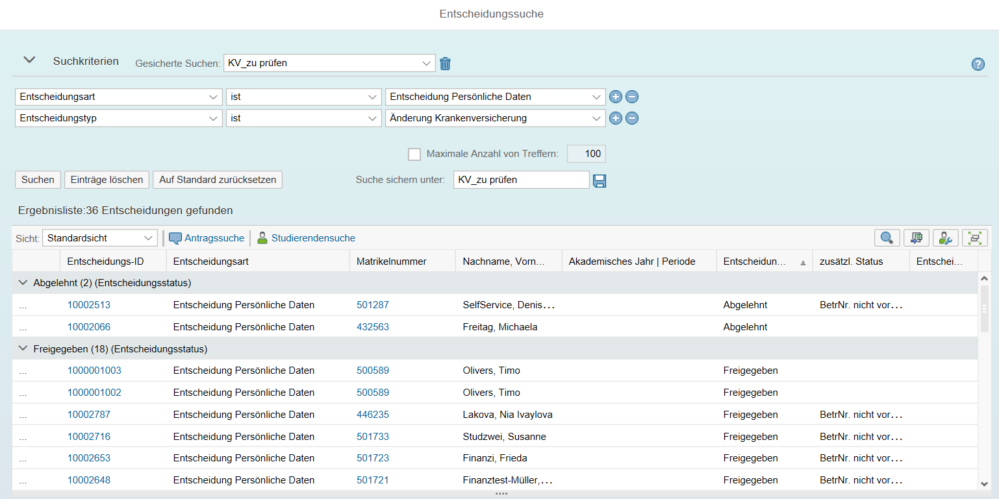 Entscheidungssuche
Suchkriterien Gesicherte Suchen: KV_zu prüfen
Entscheidungsart ist Entscheidung Persönliche Daten
Entscheidungstyp ist Änderung Krankenversicherung
Maximale Anzahl von Treffern: 100
Suchen Einträge löschen Auf Standard zurücksetzen Suche sichern unter: KV_zu prüfen
Ergebnisliste:36 Entscheidungen gefunden
Sicht: Standardsicht Antragssuche Studierendensuche
Entscheidungs-ID Entscheidungsart Matrikelnummer Nachname, Vorn... Akademisches Jahr | Periode Entscheidun... zusätzl. Status Entschei...
Abgelehnt (2) (Entscheidungsstatus)
... 10002513 Entscheidung Persönliche Daten 501287 SelfService, Denis... Abgelehnt BetrNr. nicht vor...
... 10002066 Entscheidung Persönliche Daten 432563 Freitag, Michaela Abgelehnt
Freigegeben (18) (Entscheidungsstatus)
... 1000001003 Entscheidung Persönliche Daten 500589 Olivers, Timo Freigegeben
... 1000001002 Entscheidung Persönliche Daten 500589 Olivers, Timo Freigegeben
... 10002787 Entscheidung Persönliche Daten 446235 Lakova, Nia Ivaylova Freigegeben BetrNr. nicht vor...
... 10002716 Entscheidung Persönliche Daten 501733 Studzwei, Susanne Freigegeben BetrNr. nicht vor...
... 10002653 Entscheidung Persönliche Daten 501723 Finanzi, Frieda Freigegeben BetrNr. nicht vor...
... 10002648 Entscheidung Persönliche Daten 501721 Finanztest-Müller,... Freigegeben BetrNr. nicht vor...